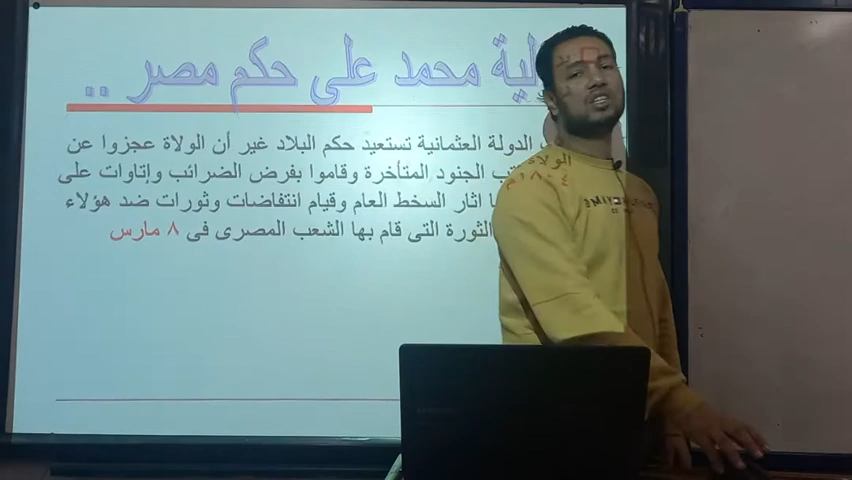 محمد على حكم مصر ..
الدولة العثمانية تستعيد حكم البلاد غير أن الولاة عجزوا عن
الجنود المتأخرة وقاموا بفرض الضرائب وإتاوات على
الولاة
اثار السخط العام وقيام انتفاضات وثورات ضد هؤلاء
الثورة التى قام بها الشعب المصرى فى ٨ مارس